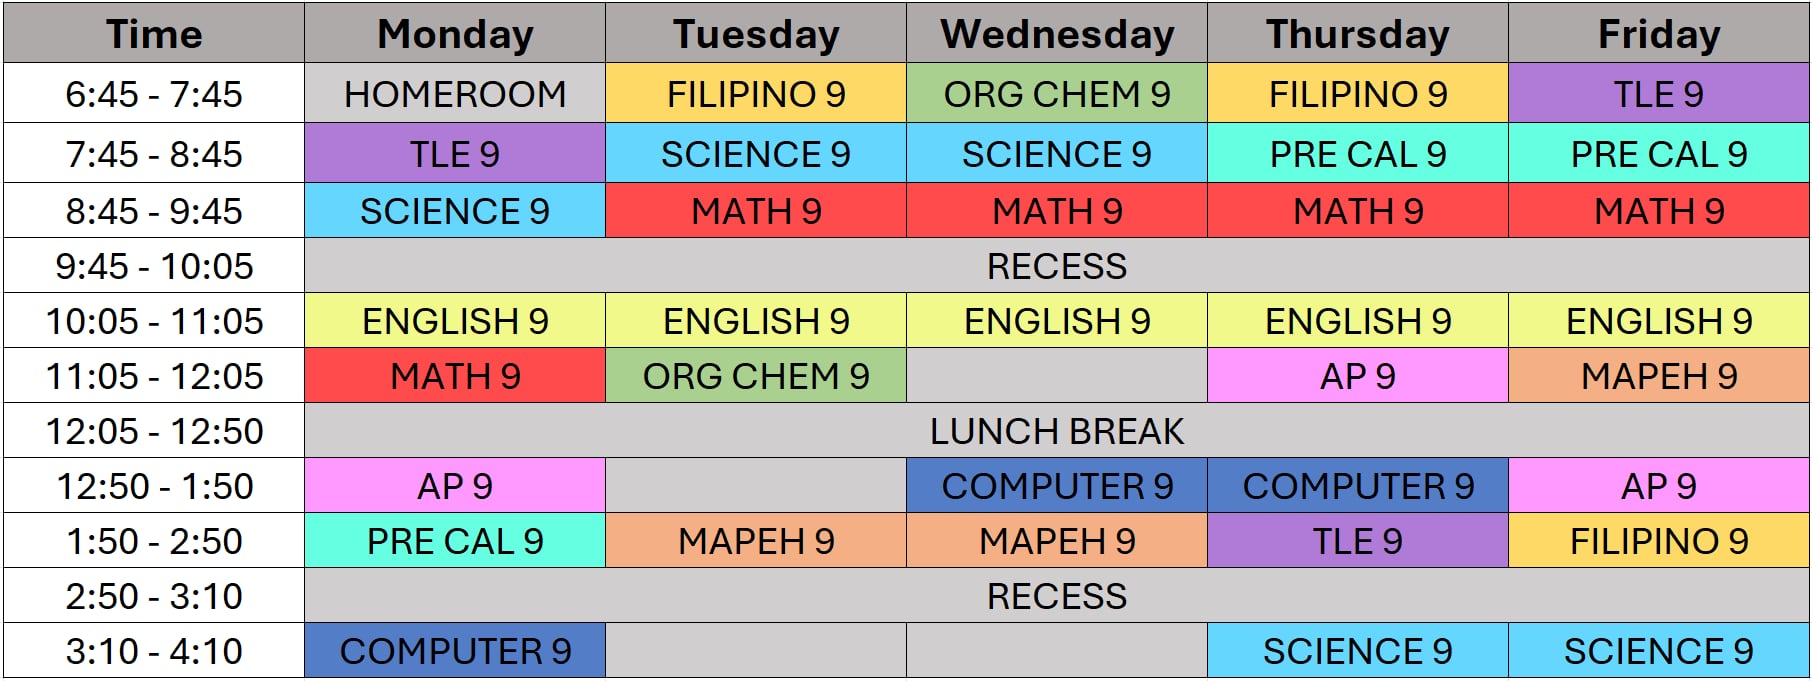 Time Monday Tuesday Wednesday Thursday Friday
6:45 - 7:45 HOMEROOM FILIPINO 9 ORG CHEM 9 FILIPINO 9 TLE 9
7:45 - 8:45 TLE 9 SCIENCE 9 SCIENCE 9 PRE CAL 9 PRE CAL 9
8:45 - 9:45 SCIENCE 9 MATH 9 MATH 9 MATH 9 MATH 9
9:45 - 10:05 RECESS
10:05 - 11:05 ENGLISH 9 ENGLISH 9 ENGLISH 9 ENGLISH 9 ENGLISH 9
11:05 - 12:05 MATH 9 ORG CHEM 9 AP 9 MAPEH 9
12:05 - 12:50 LUNCH BREAK
12:50 - 1:50 AP 9 COMPUTER 9 COMPUTER 9 AP 9
1:50 - 2:50 PRE CAL 9 MAPEH 9 MAPEH 9 TLE 9 FILIPINO 9
2:50 - 3:10 RECESS
3:10 - 4:10 COMPUTER 9 SCIENCE 9 SCIENCE 9